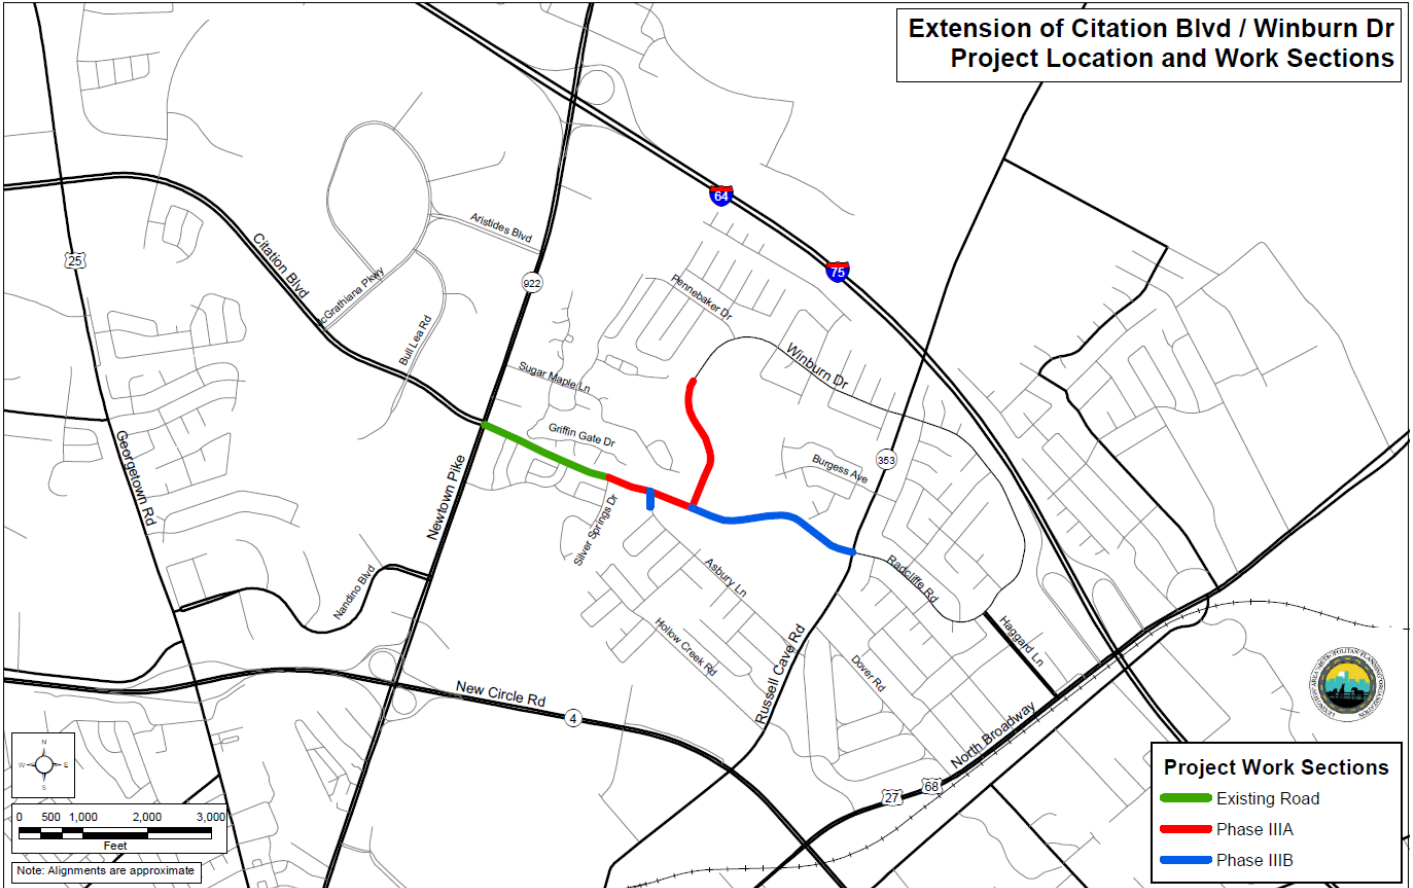 Extension of Citation Blvd / Winburn Dr
Project Location and Work Sections
64
Aristides Blvd
Citation Blvd
25
75
922
cGrathiana Pkwy
Pennebaker Dr
Bull Lea Rd
Winburn Dr
Sugar Maple Ln
Griffin Gate Dr
Georgetown Rd
Burgess Ave
353
Newtown Pike
Silver Springs Dr
Asbury Ln
Radcliffe Rd
Nandino Blvd
Hollow Creek Rd
Haggard Ln
Russell Cave Rd
Dover Rd
New Circle Rd
4
North Broadway
27
68
N
W
E
S
0 500 1,000 2,000 3,000
Feet
Note: Alignments are approximate
Project Work Sections
Existing Road
Phase IIIA
Phase IIIB